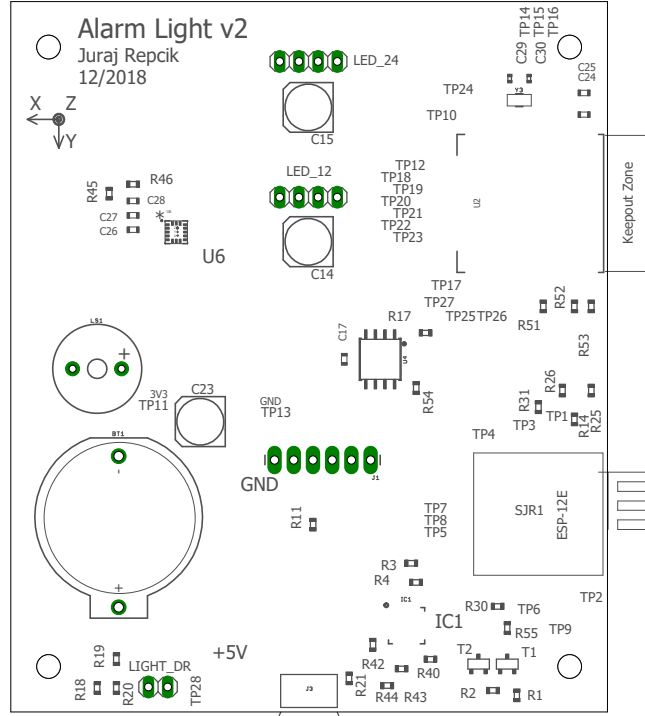 Alarm Light v2
Juraj Repcik
12/2018
X
Z
Y
LED_24
C15
TP14
TP15
TP16
C29
C30
C25
C24
TP24
Y3
TP10
LED_12
C14
TP12
TP18
TP19
TP20
TP21
TP22
TP23
U2
Keepout Zone
R45
R46
C28
C27
C26
U6
TP17
TP27
TP25
TP26
R17
R51
R52
R53
LS1
+
C17
U4
R54
3V3
TP11
C23
GND
TP13
R26
R31
R25
R14
TP1
TP3
TP4
BT1
-
+
GND
J1
R11
TP7
TP8
TP5
SJR1
ESP-12E
R3
R4
IC1
IC1
R30
TP6
TP2
R55
TP9
+5V
R19
R18
R20
LIGHT_DR
TP28
J3
R21
R42
R44
R43
R40
T2
T1
R2
R1